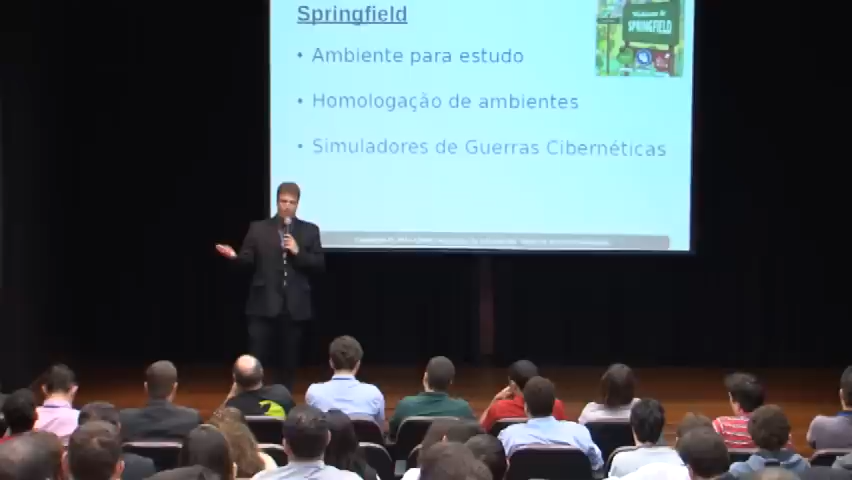 Springfield
SPRINGFIELD
• Ambiente para estudo
• Homologação de ambientes
• Simuladores de Guerras Cibernéticas